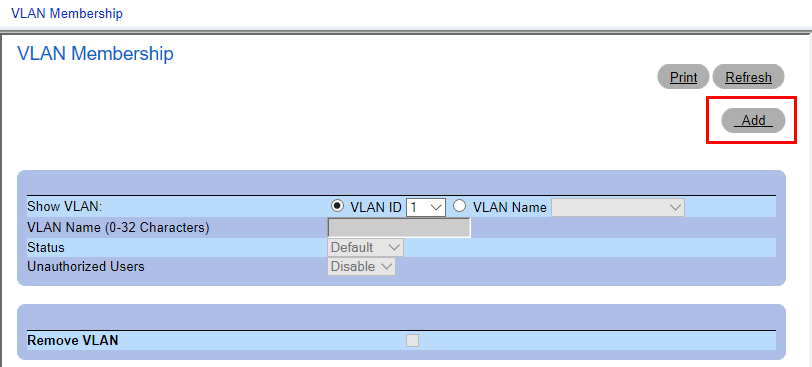 VLAN Membership
VLAN Membership
Print Refresh
Add
Show VLAN: VLAN ID 1 VLAN Name
VLAN Name (0-32 Characters)
Status Default
Unauthorized Users Disable
Remove VLAN